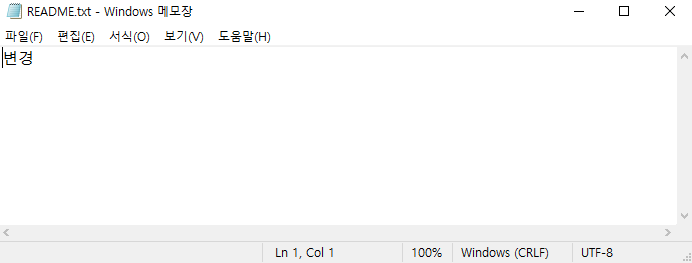 README.txt - Windows 메모장
파일(F) 편집(E) 서식(O) 보기(V) 도움말(H)
변경
Ln 1, Col 1 100% Windows (CRLF) UTF-8